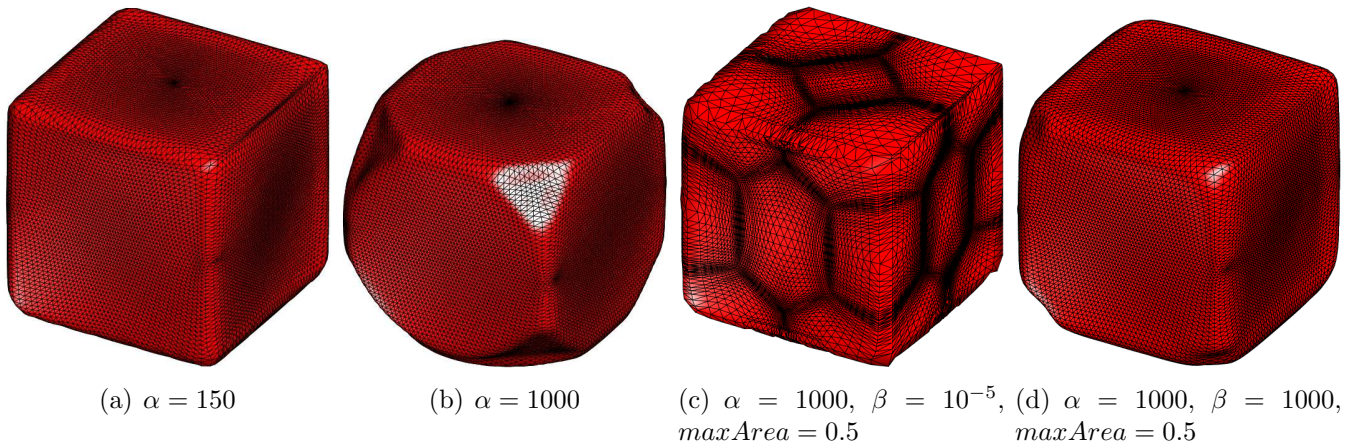 (a) α = 150
(b) α = 1000
(c) α = 1000, β = 10⁻⁵,
maxArea = 0.5
(d) α = 1000, β = 1000,
maxArea = 0.5